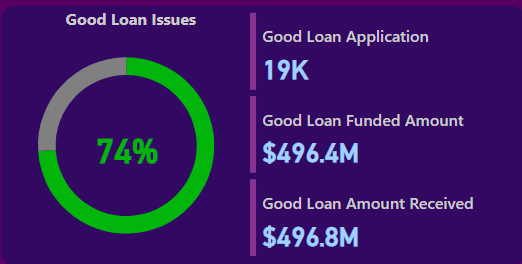 Good Loan Issues
74%
Good Loan Application
19K
Good Loan Funded Amount
$496.4M
Good Loan Amount Received
$496.8M